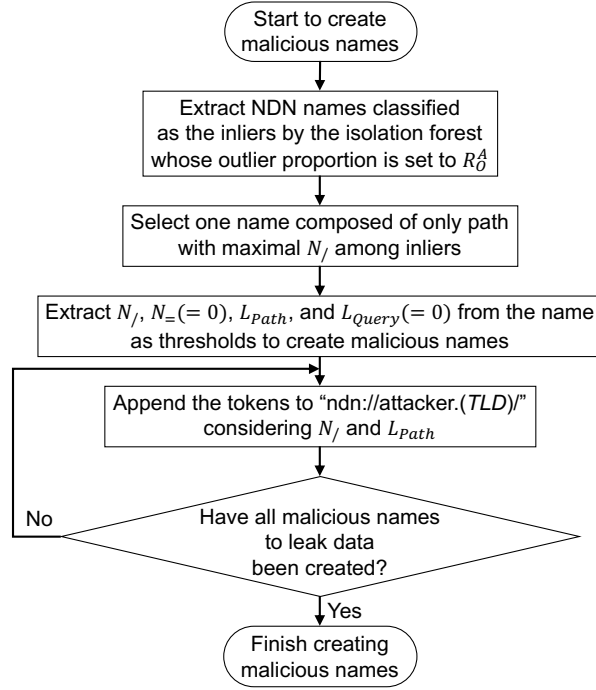 Start to create
malicious names
Extract NDN names classified
as the inliers by the isolation forest
whose outlier proportion is set to R_O^A
Select one name composed of only path
with maximal N_/ among inliers
Extract N_/, N_=(= 0), L_Path, and L_Query(= 0) from the name
as thresholds to create malicious names
Append the tokens to “ndn://attacker.(TLD)/”
considering N_/ and L_Path
No
Have all malicious names
to leak data
been created?
Yes
Finish creating
malicious names